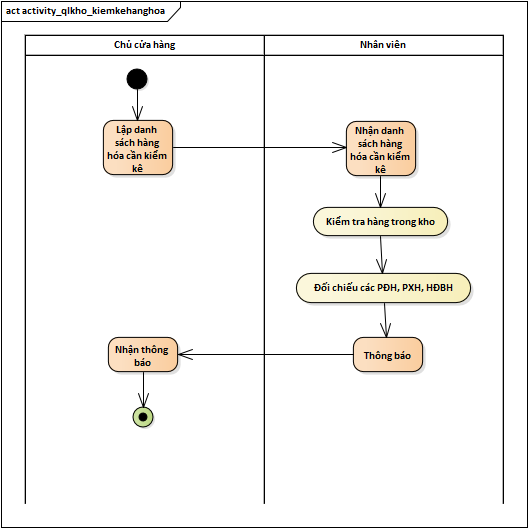 act activity_qlkho_kiemkehanghoa
Chủ cửa hàng
Nhân viên
Lập danh
sách hàng
hóa cần kiểm
kê
Nhận danh
sách hàng
hóa cần kiểm
kê
Kiểm tra hàng trong kho
Đối chiếu các PĐH, PXH, HĐBH
Nhận thông
báo
Thông báo